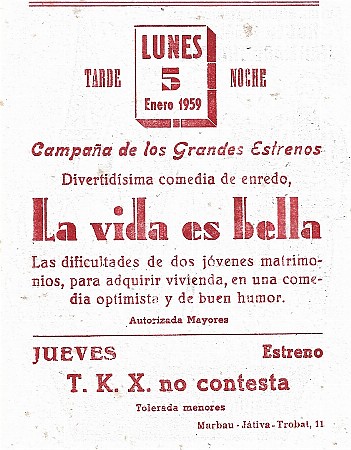 LUNES
TARDE 5 NOCHE
Enero 1959
Campaña de los Grandes Estrenos
Divertidísima comedia de enredo,
La vida es bella
Las dificultades de dos jóvenes matrimo-
nios, para adquirir vivienda, en una come-
dia optimista y de buen humor.
Autorizada Mayores
JUEVES Estreno
T. K. X. no contesta
Tolerada menores
Marbau - Játiva - Trobat, 11